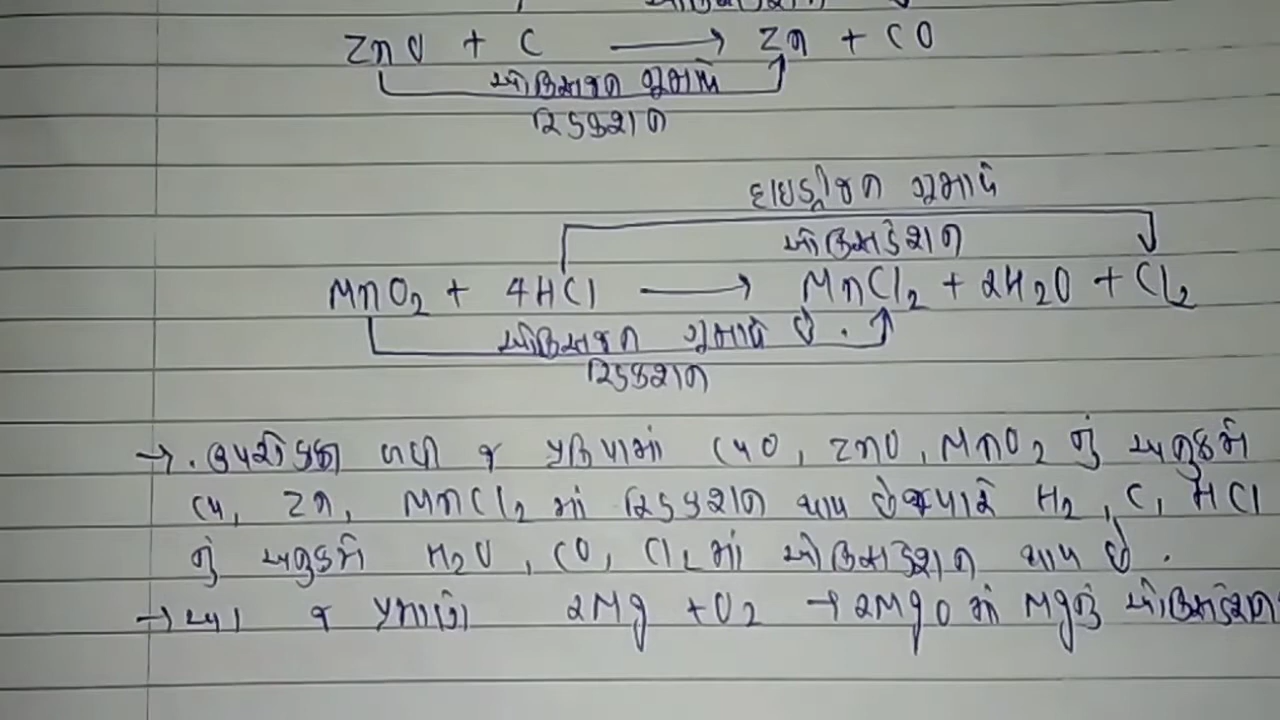 ZnO + C → Zn + CO
ઓક્સિજન ગુમાવે
રિડક્શન
હાઇડ્રોજન ગુમાવે
ઓક્સિડેશન
MnO2 + 4HCl → MnCl2 + 2H2O + Cl2
ઓક્સિજન ગુમાવે છે.
રિડક્શન
→ . ઉપરોક્ત બધી જ પ્રક્રિયામાં CuO, ZnO, MnO2 નું અનુક્રમે
Cu, Zn, MnCl2 માં રિડક્શન થાય છે જ્યારે H2, C, HCl
નું અનુક્રમે H2O, CO, Cl2 માં ઓક્સિડેશન થાય છે.
→ આ જ પ્રમાણે 2Mg + O2 → 2MgO માં Mgનું ઓક્સિડેશન